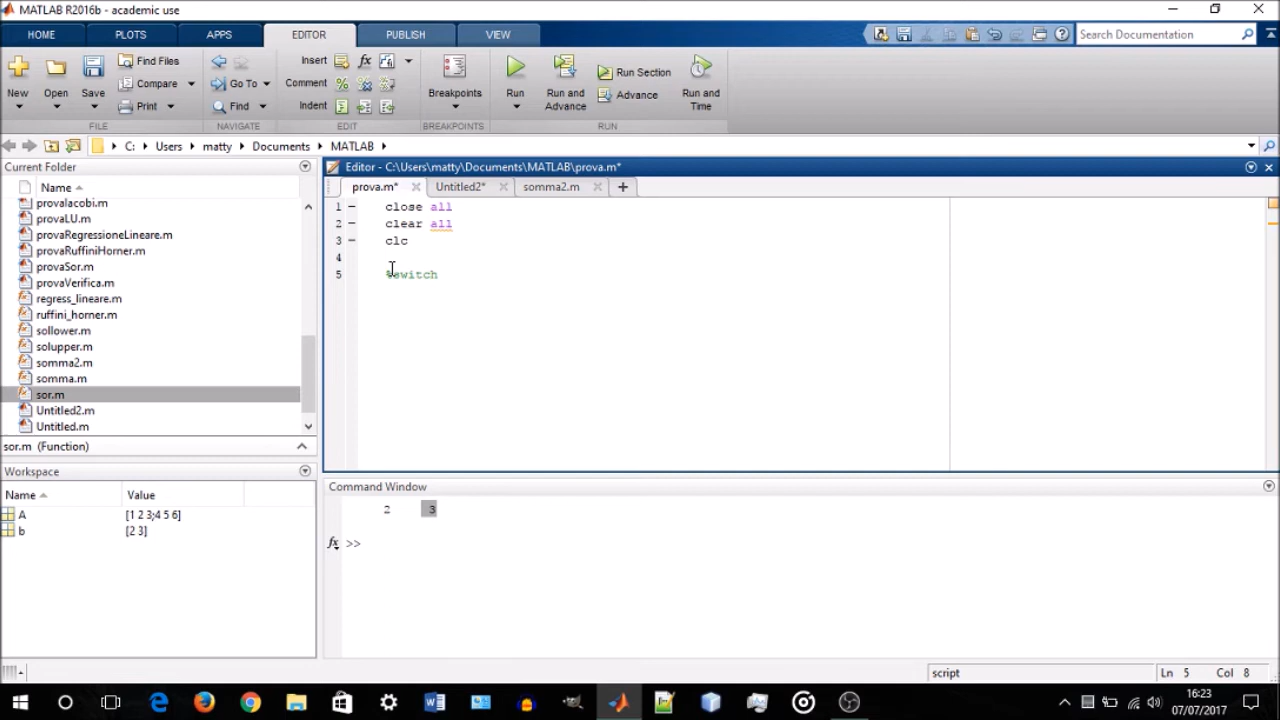 MATLAB R2016b - academic use
HOME PLOTS APPS EDITOR PUBLISH VIEW
Search Documentation
New Open Save Find Files Compare Print
Go To Find
Insert Comment Indent
Breakpoints
Run Run and Advance Run Section Advance Run and Time
FILE NAVIGATE EDIT BREAKPOINTS RUN
C: Users matty Documents MATLAB
Current Folder
Name
provaIacobi.m
provaLU.m
provaRegressioneLineare.m
provaRuffiniHorner.m
provaSor.m
provaVerifica.m
regress_lineare.m
ruffini_horner.m
sollower.m
solupper.m
somma2.m
somma.m
sor.m
Untitled2.m
Untitled.m
sor.m (Function)
Workspace
Name Value
A [1 2 3;4 5 6]
b [2 3]
Editor - C:\Users\matty\Documents\MATLAB\prova.m*
prova.m* Untitled2* somma2.m
1 close all
2 clear all
3 clc
4
5 %switch
Command Window
2 3
fx >>
script Ln 5 Col 8
16:23
07/07/2017